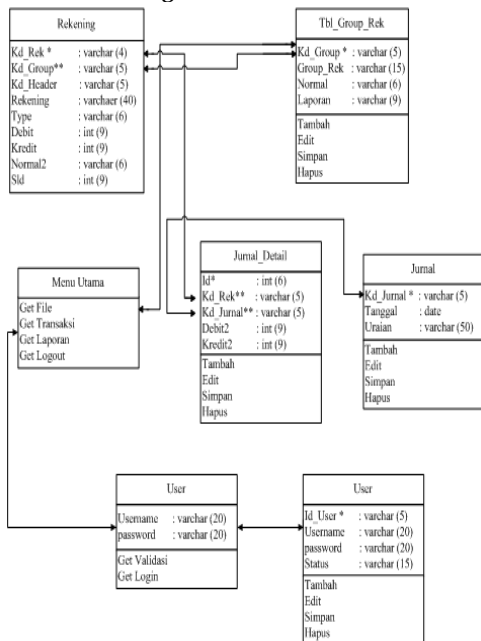 Rekening
Kd_Rek * : varchar (4)
Kd_Group** : varchar (5)
Kd_Header : varchar (5)
Rekening : varchaer (40)
Type : varchar (6)
Debit : int (9)
Kredit : int (9)
Normal2 : varchar (6)
Sld : int (9)
Tbl_Group_Rek
Kd_Group * : varchar (5)
Group_Rek : varchar (15)
Normal : varchar (6)
Laporan : varchar (9)
Tambah
Edit
Simpan
Hapus
Menu Utama
Get File
Get Transaksi
Get Laporan
Get Logout
Jurnal_Detail
Id* : int (6)
Kd_Rek** : varchar (5)
Kd_Jurnal** : varchar (5)
Debit2 : int (9)
Kredit2 : int (9)
Tambah
Edit
Simpan
Hapus
Jurnal
Kd_Jurnal * : varchar (5)
Tanggal : date
Uraian : varchar (50)
Tambah
Edit
Simpan
Hapus
User
Username : varchar (20)
password : varchar (20)
Get Validasi
Get Login
User
Id_User * : varchar (5)
Username : varchar (20)
password : varchar (20)
Status : varchar (15)
Tambah
Edit
Simpan
Hapus